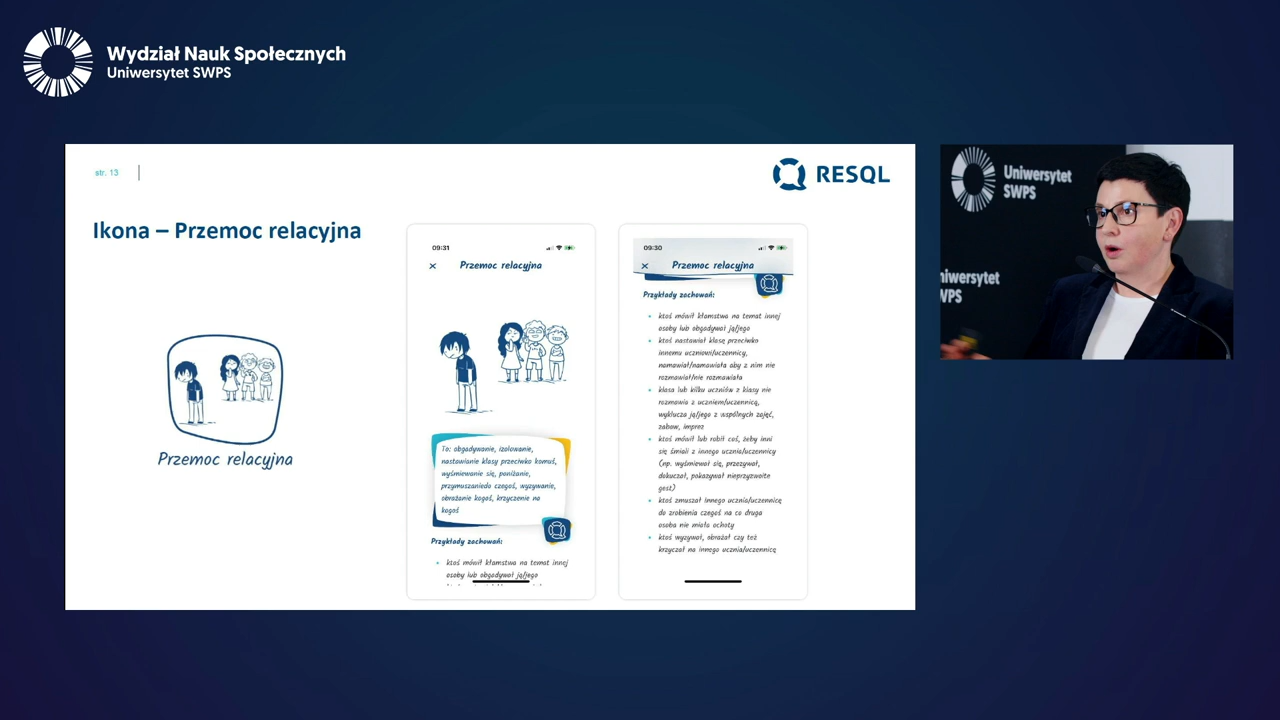 Wydział Nauk Społecznych
Uniwersytet SWPS
str. 13
RESQL
Ikona – Przemoc relacyjna
Przemoc relacyjna
09:31
Przemoc relacyjna
To: obgadywanie, izolowanie,
nastawianie klasy przeciwko komuś,
wyśmiewanie się, poniżanie,
przymuszaniedo czegoś, wyzywanie,
obrażanie kogoś, krzyczenie na
kogoś
Przykłady zachowań:
ktoś mówił kłamstwa na temat innej
osoby lub obgadywał ją/jego
09:30
Przemoc relacyjna
Przykłady zachowań:
ktoś mówił kłamstwa na temat innej
osoby lub obgadywał ją/jego
ktoś nastawiał klasę przeciwko
innemu uczniowi/uczennicy,
namawiał/namawiała aby z nim nie
rozmawiał/nie rozmawiała
klasa lub kilku uczniów z klasy nie
rozmawia z uczniem/uczennicą,
wyklucza ją/jego z wspólnych zajęć,
zabaw, imprez
ktoś mówił lub robił coś, żeby inni
się śmiali z innego ucznia/uczennicy
(np. wyśmiewał się, przezywał,
dokuczał, pokazywał nieprzyzwoite
gest)
ktoś zmuszał innego ucznia/uczennicę
do zrobienia czegoś na co druga
osoba nie miała ochoty
ktoś wyzywał, obrażał czy też
krzyczał na innego ucznia/uczennicę
Uniwersytet
SWPS
niwersytet
WPS